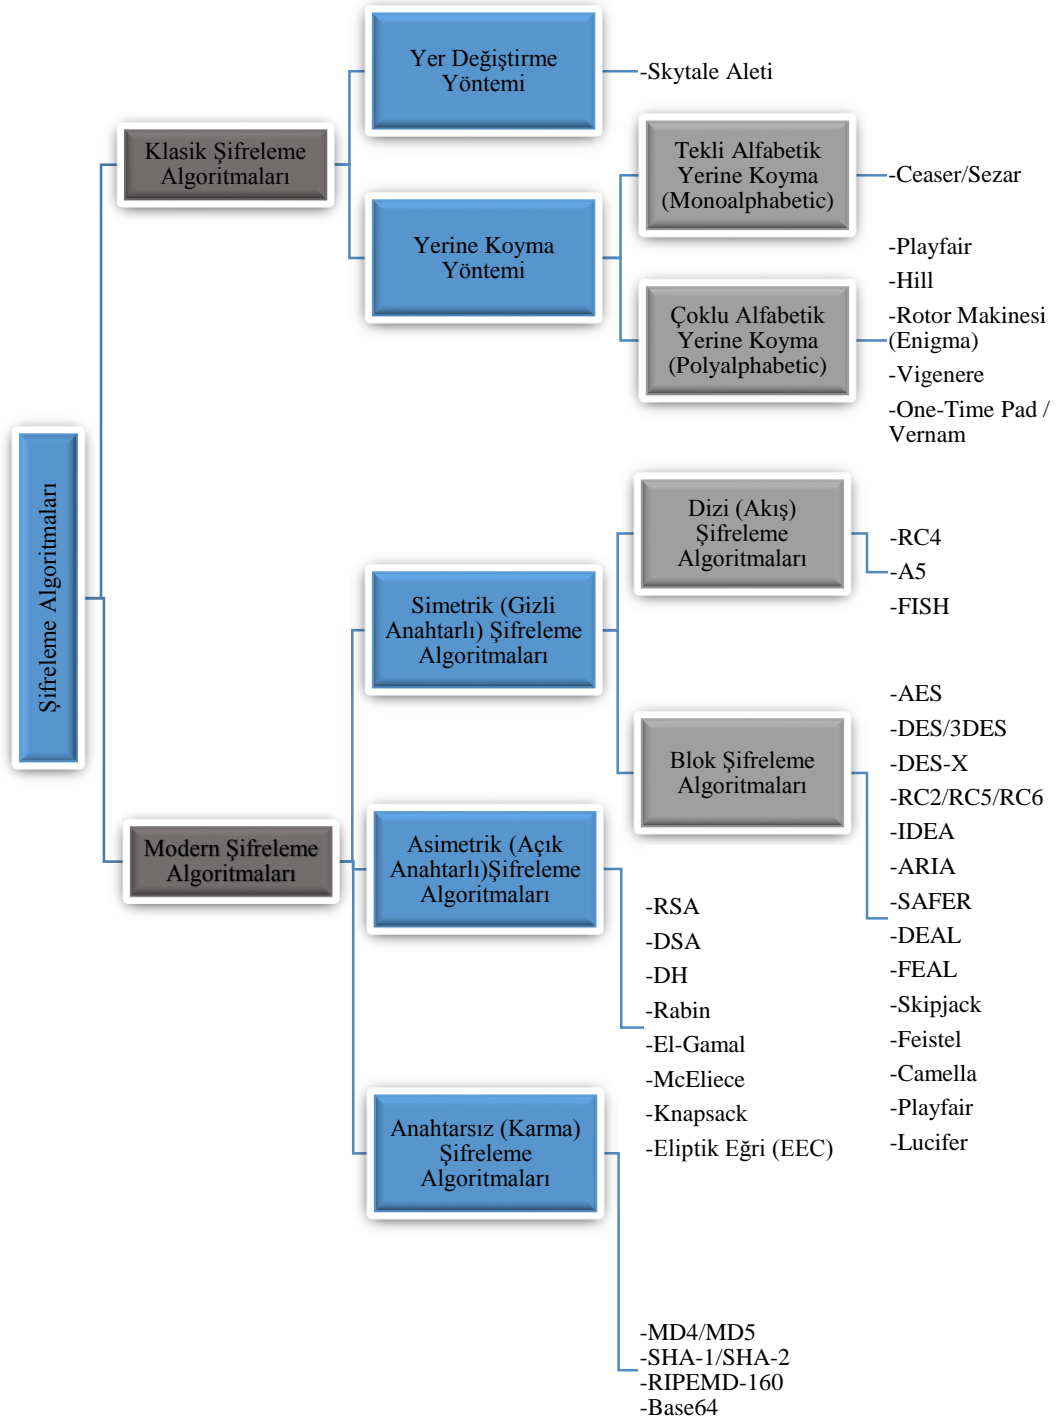 Şifreleme Algoritmaları
Klasik Şifreleme
Algoritmaları
Yer Değiştirme
Yöntemi
-Skytale Aleti
Yerine Koyma
Yöntemi
Tekli Alfabetik
Yerine Koyma
(Monoalphabetic)
-Ceaser/Sezar
Çoklu Alfabetik
Yerine Koyma
(Polyalphabetic)
-Playfair
-Hill
-Rotor Makinesi
(Enigma)
-Vigenere
-One-Time Pad /
Vernam
Modern Şifreleme
Algoritmaları
Simetrik (Gizli
Anahtarlı) Şifreleme
Algoritmaları
Dizi (Akış)
Şifreleme
Algoritmaları
-RC4
-A5
-FISH
Blok Şifreleme
Algoritmaları
-AES
-DES/3DES
-DES-X
-RC2/RC5/RC6
-IDEA
-ARIA
-SAFER
-DEAL
-FEAL
-Skipjack
-Feistel
-Camella
-Playfair
-Lucifer
Asimetrik (Açık
Anahtarlı)Şifreleme
Algoritmaları
-RSA
-DSA
-DH
-Rabin
-El-Gamal
-McEliece
-Knapsack
-Eliptik Eğri (EEC)
Anahtarsız (Karma)
Şifreleme
Algoritmaları
-MD4/MD5
-SHA-1/SHA-2
-RIPEMD-160
-Base64